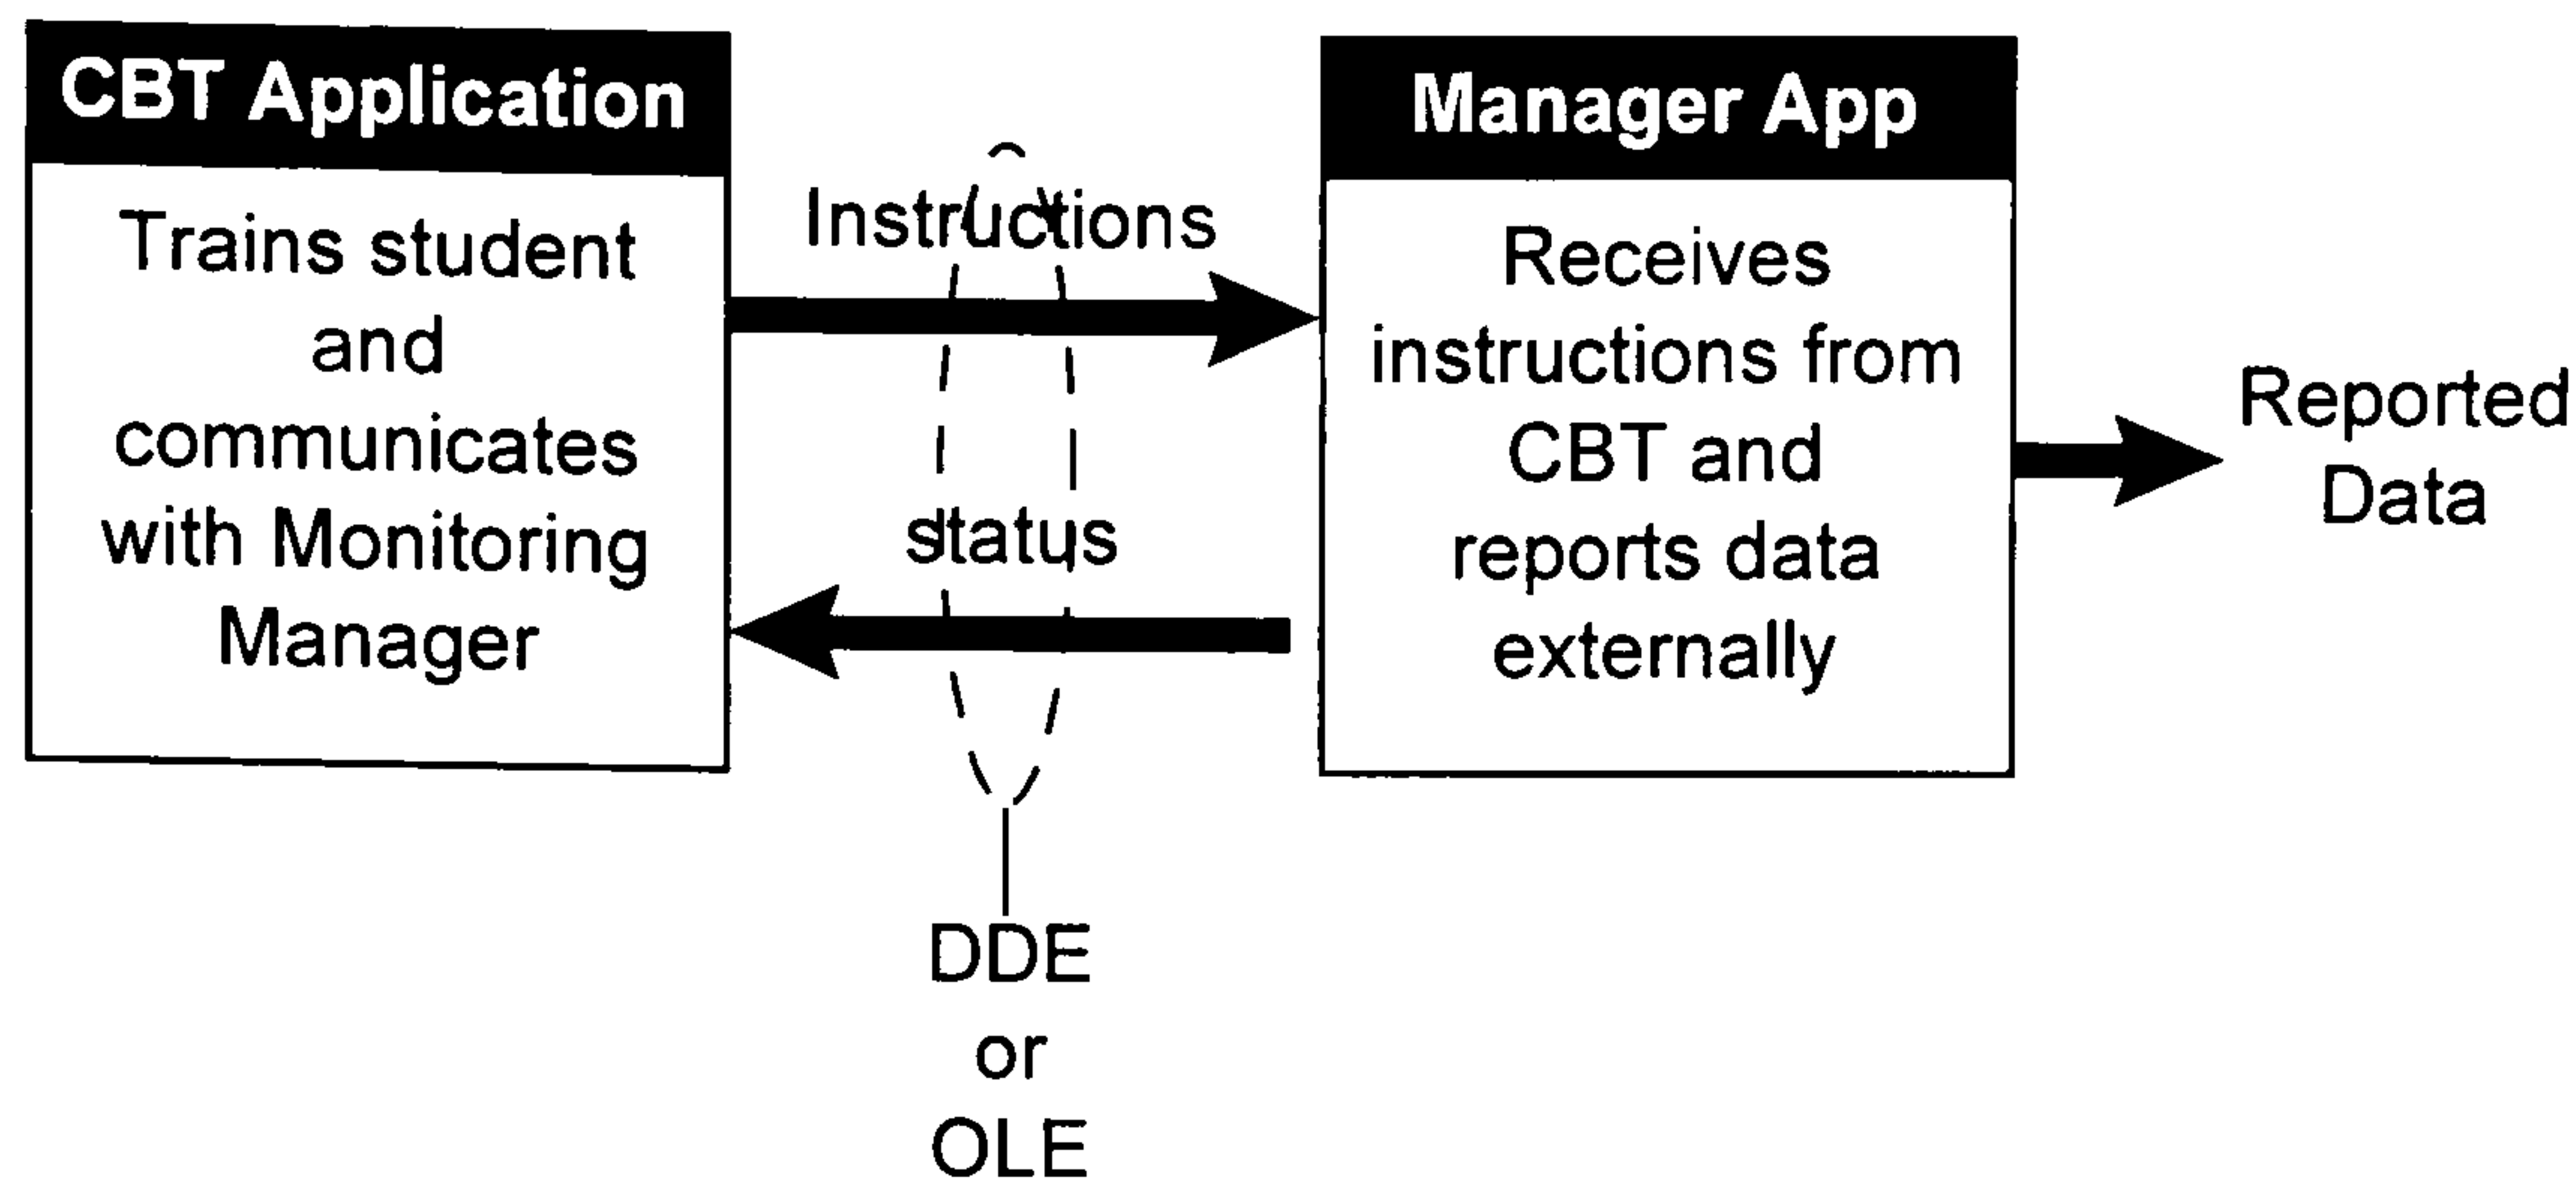 CBT Application
Trains student
and
communicates
with Monitoring
Manager
Instructions
status
DDE
or
OLE
Manager App
Receives
instructions from
CBT and
reports data
externally
Reported
Data